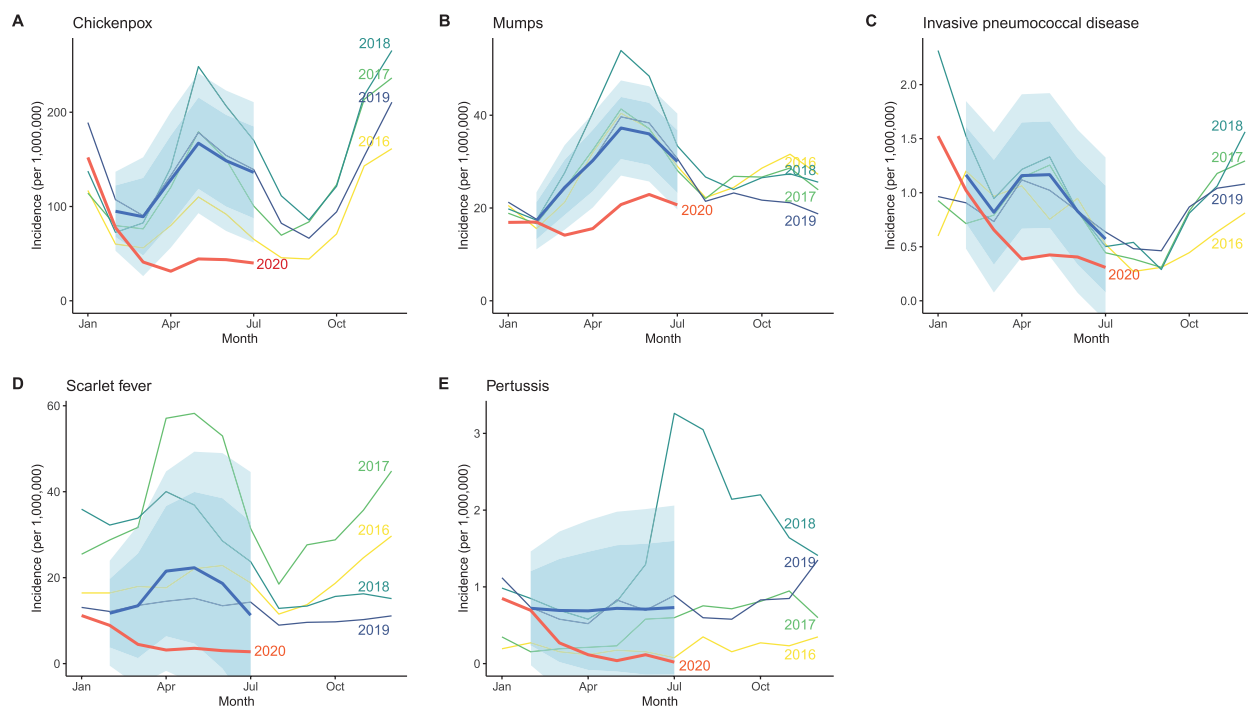 A Chickenpox
Incidence (per 1,000,000)
200
100
0
Jan Apr Jul Oct
Month
2018
2017
2019
2016
2020
B Mumps
Incidence (per 1,000,000)
40
20
0
Jan Apr Jul Oct
Month
2016
2018
2017
2020
2019
C Invasive pneumococcal disease
Incidence (per 1,000,000)
2.0
1.5
1.0
0.5
0.0
Jan Apr Jul Oct
Month
2018
2017
2019
2016
2020
D Scarlet fever
Incidence (per 1,000,000)
60
40
20
0
Jan Apr Jul Oct
Month
2017
2016
2018
2019
2020
E Pertussis
Incidence (per 1,000,000)
3
2
1
0
Jan Apr Jul Oct
Month
2018
2019
2017
2016
2020